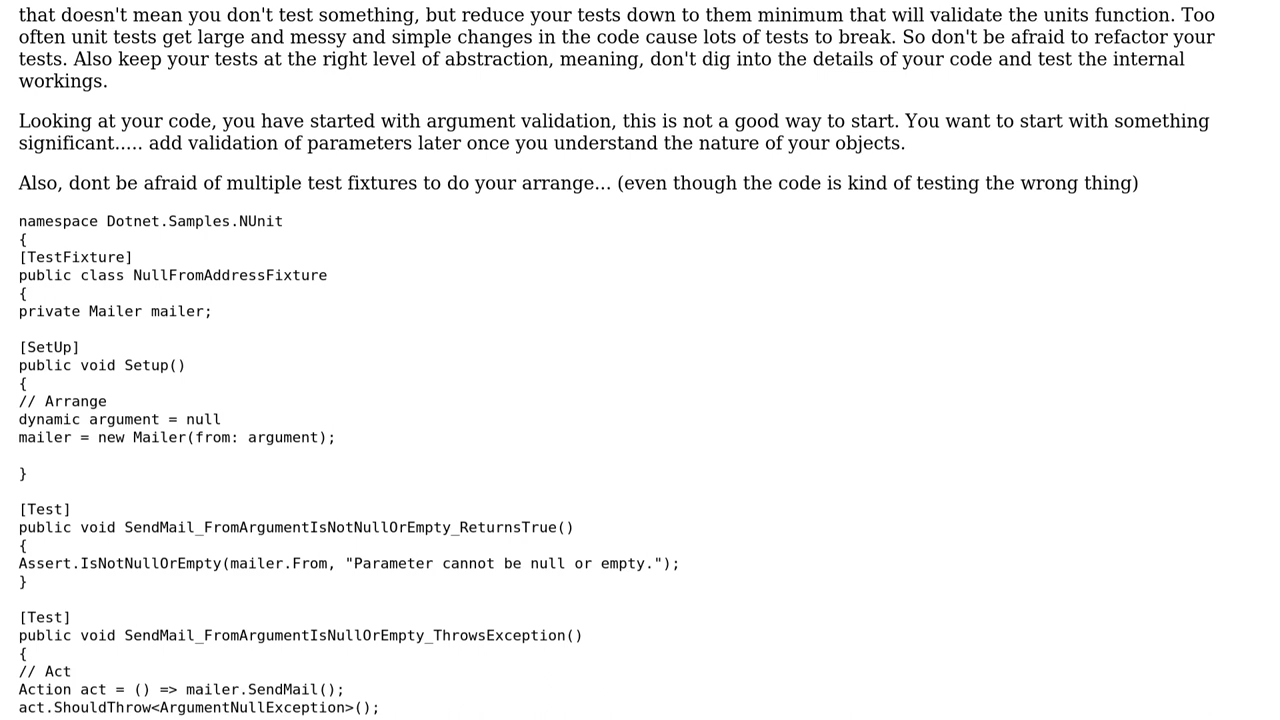 that doesn't mean you don't test something, but reduce your tests down to them minimum that will validate the units function. Too
often unit tests get large and messy and simple changes in the code cause lots of tests to break. So don't be afraid to refactor your
tests. Also keep your tests at the right level of abstraction, meaning, don't dig into the details of your code and test the internal
workings.
Looking at your code, you have started with argument validation, this is not a good way to start. You want to start with something
significant..... add validation of parameters later once you understand the nature of your objects.
Also, dont be afraid of multiple test fixtures to do your arrange... (even though the code is kind of testing the wrong thing)
namespace Dotnet.Samples.NUnit
{
[TestFixture]
public class NullFromAddressFixture
{
private Mailer mailer;
[SetUp]
public void Setup()
{
// Arrange
dynamic argument = null
mailer = new Mailer(from: argument);
}
[Test]
public void SendMail_FromArgumentIsNotNullOrEmpty_ReturnsTrue()
{
Assert.IsNotNullOrEmpty(mailer.From, "Parameter cannot be null or empty.");
}
[Test]
public void SendMail_FromArgumentIsNullOrEmpty_ThrowsException()
{
// Act
Action act = () => mailer.SendMail();
act.ShouldThrow<ArgumentNullException>();